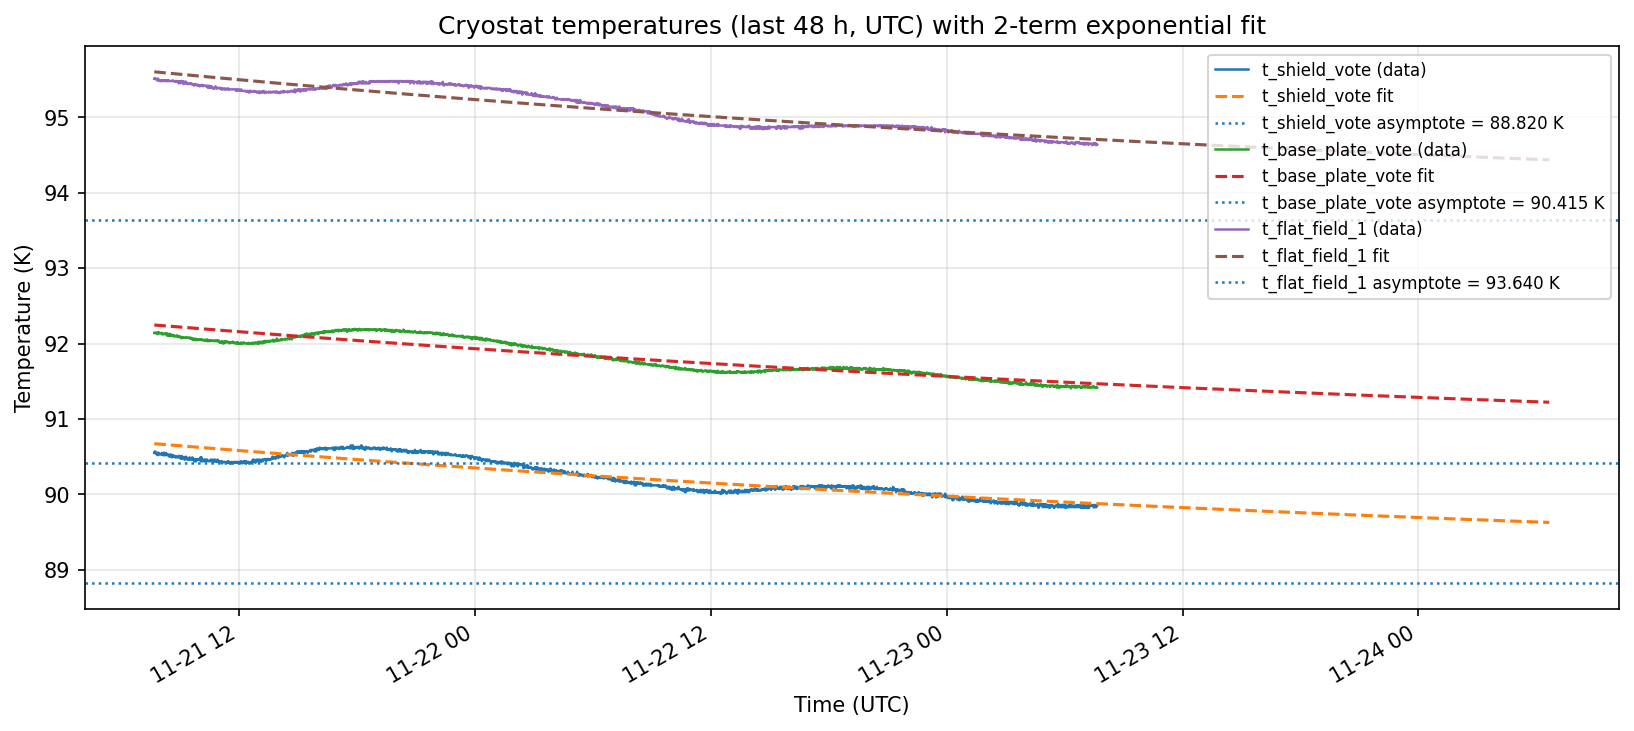 Cryostat temperatures (last 48 h, UTC) with 2-term exponential fit
t_shield_vote (data)
t_shield_vote fit
t_shield_vote asymptote = 88.820 K
t_base_plate_vote (data)
t_base_plate_vote fit
t_base_plate_vote asymptote = 90.415 K
t_flat_field_1 (data)
t_flat_field_1 fit
t_flat_field_1 asymptote = 93.640 K
Temperature (K)
95
94
93
92
91
90
89
11-21 12
11-22 00
11-22 12
11-23 00
11-23 12
11-24 00
Time (UTC)